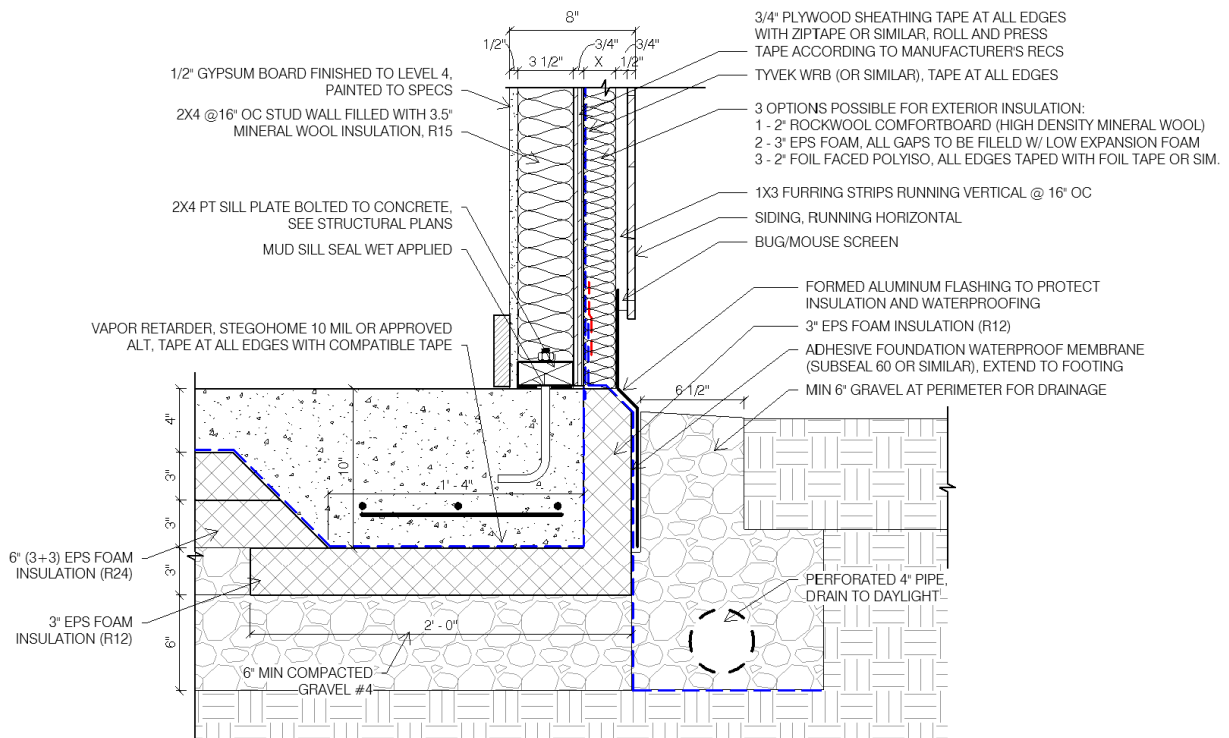 8"
1/2"
3 1/2"
3/4"
X
1/2"
3/4"
1/2" GYPSUM BOARD FINISHED TO LEVEL 4,
PAINTED TO SPECS
2X4 @16" OC STUD WALL FILLED WITH 3.5"
MINERAL WOOL INSULATION, R15
2X4 PT SILL PLATE BOLTED TO CONCRETE,
SEE STRUCTURAL PLANS
MUD SILL SEAL WET APPLIED
VAPOR RETARDER, STEGOHOME 10 MIL OR APPROVED
ALT, TAPE AT ALL EDGES WITH COMPATIBLE TAPE
3/4" PLYWOOD SHEATHING TAPE AT ALL EDGES
WITH ZIPTAPE OR SIMILAR, ROLL AND PRESS
TAPE ACCORDING TO MANUFACTURER'S RECS
TYVEK WRB (OR SIMILAR), TAPE AT ALL EDGES
3 OPTIONS POSSIBLE FOR EXTERIOR INSULATION:
1 - 2" ROCKWOOL COMFORTBOARD (HIGH DENSITY MINERAL WOOL)
2 - 3" EPS FOAM, ALL GAPS TO BE FILELD W/ LOW EXPANSION FOAM
3 - 2" FOIL FACED POLYISO, ALL EDGES TAPED WITH FOIL TAPE OR SIM.
1X3 FURRING STRIPS RUNNING VERTICAL @ 16" OC
SIDING, RUNNING HORIZONTAL
BUG/MOUSE SCREEN
FORMED ALUMINUM FLASHING TO PROTECT
INSULATION AND WATERPROOFING
3" EPS FOAM INSULATION (R12)
ADHESIVE FOUNDATION WATERPROOF MEMBRANE
(SUBSEAL 60 OR SIMILAR), EXTEND TO FOOTING
MIN 6" GRAVEL AT PERIMETER FOR DRAINAGE
6 1/2"
4"
3"
3"
3"
6"
10"
1' - 4"
6" (3+3) EPS FOAM
INSULATION (R24)
3" EPS FOAM
INSULATION (R12)
2' - 0"
6" MIN COMPACTED
GRAVEL #4
PERFORATED 4" PIPE,
DRAIN TO DAYLIGHT